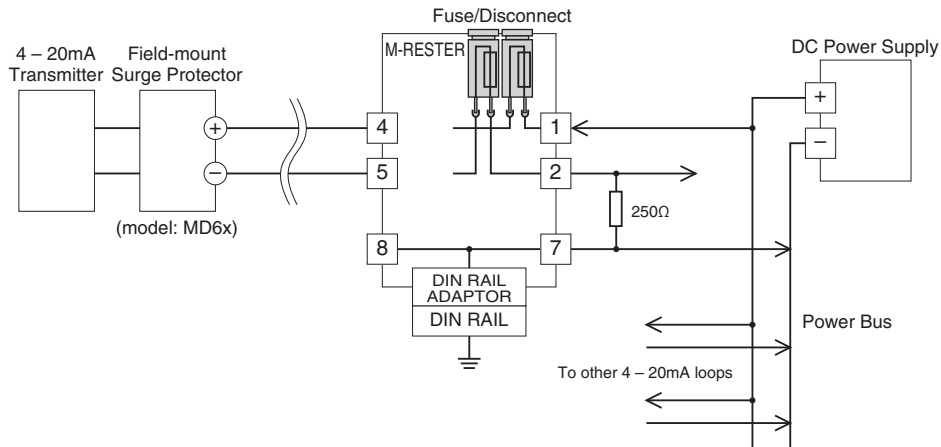 Fuse/Disconnect
4 – 20mA
Transmitter
Field-mount
Surge Protector
M-RESTER
DC Power Supply
+
–
+
–
4
5
1
2
250Ω
(model: MD6x)
8
7
DIN RAIL
ADAPTOR
DIN RAIL
Power Bus
To other 4 – 20mA loops